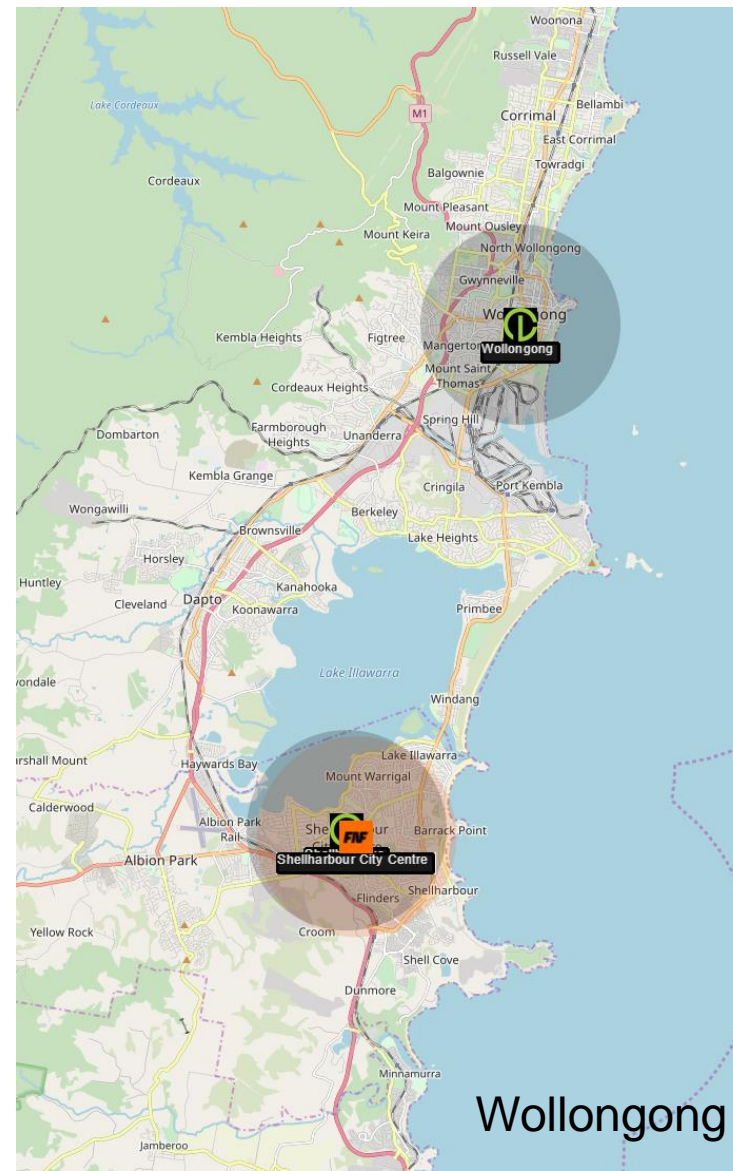 Woonona
Russell Vale
Lake Cordeaux
Bellambi
M1
Corrimal
East Corrimal
Towradgi
Balgownie
Cordeaux
Mount Pleasant
Mount Ousley
Mount Keira
North Wollongong
Gwynneville
Kembla Heights
Figtree
Mangerton
Wollongong
Mount Saint
Thomas
Cordeaux Heights
Spring Hill
Farmborough
Heights
Unanderra
Dombarton
Kembla Grange
Cringila
Port Kembla
Wongawilli
Berkeley
Brownsville
Lake Heights
Horsley
Huntley
Kanahooka
Cleveland
Dapto
Koonawarra
Primbee
Lake Illawarra
vondale
Windang
Lake Illawarra
arshall Mount
Haywards Bay
Mount Warrigal
Calderwood
Albion Park
Rail
FNF
Barrack Point
Shellharbour City Centre
Albion Park
Flinders
Shellharbour
Yellow Rock
Croom
Shell Cove
Dunmore
Minnamurra
Wollongong
Jamberoo